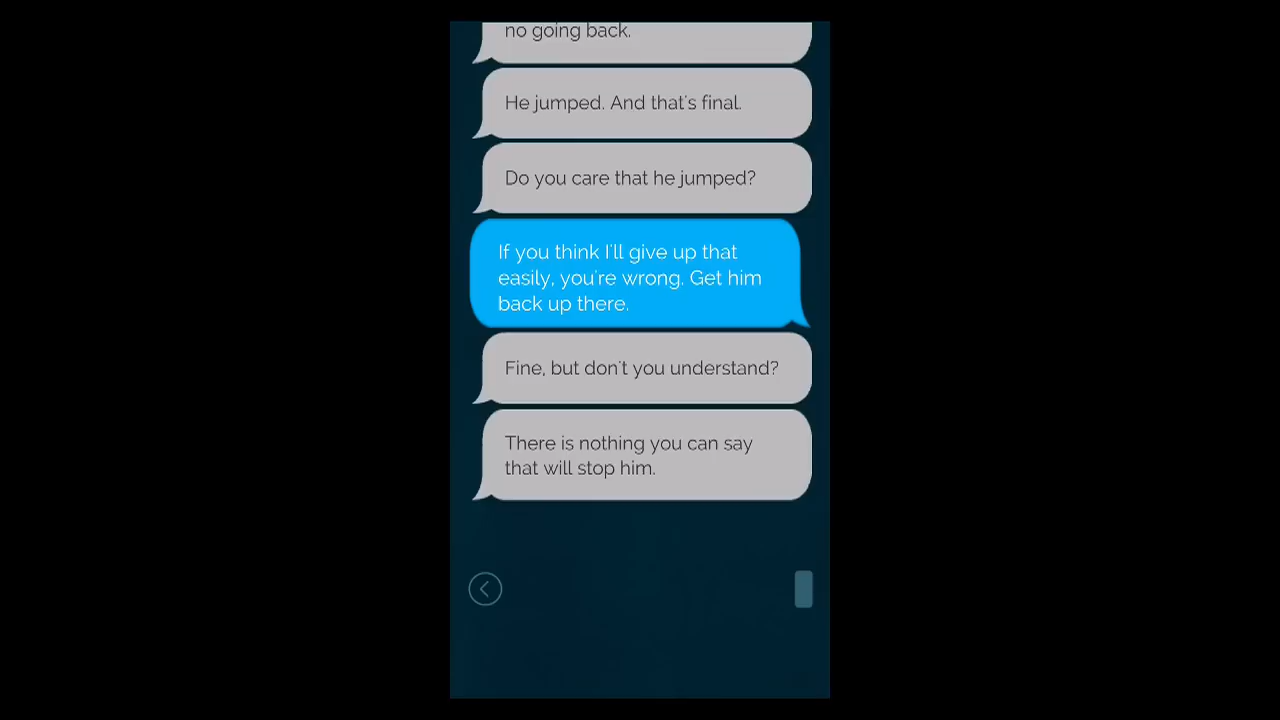 no going back.
He jumped. And that's final.
Do you care that he jumped?
If you think I'll give up that
easily, you're wrong. Get him
back up there.
Fine, but don't you understand?
There is nothing you can say
that will stop him.